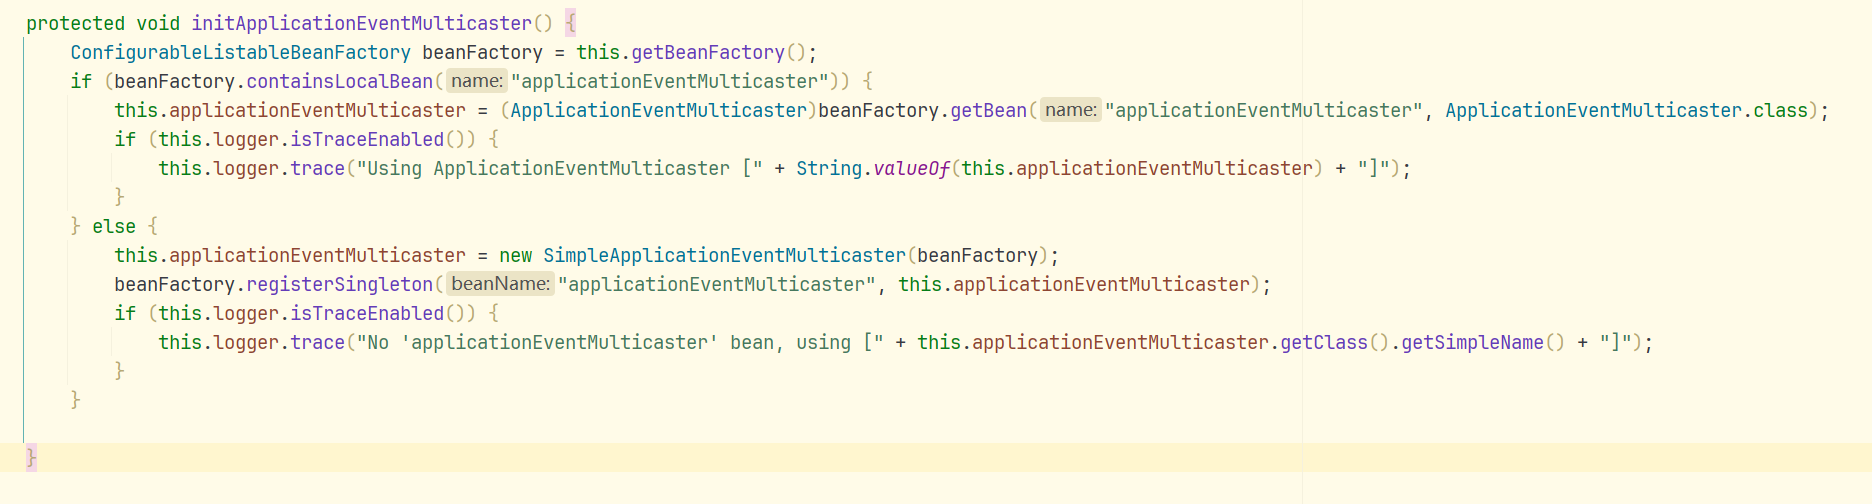 protected void initApplicationEventMulticaster() {
    ConfigurableListableBeanFactory beanFactory = this.getBeanFactory();
    if (beanFactory.containsLocalBean( name: "applicationEventMulticaster")) {
        this.applicationEventMulticaster = (ApplicationEventMulticaster)beanFactory.getBean( name: "applicationEventMulticaster", ApplicationEventMulticaster.class);
        if (this.logger.isTraceEnabled()) {
            this.logger.trace("Using ApplicationEventMulticaster [" + String.valueOf(this.applicationEventMulticaster) + "]");
        }
    } else {
        this.applicationEventMulticaster = new SimpleApplicationEventMulticaster(beanFactory);
        beanFactory.registerSingleton( beanName: "applicationEventMulticaster", this.applicationEventMulticaster);
        if (this.logger.isTraceEnabled()) {
            this.logger.trace("No 'applicationEventMulticaster' bean, using [" + this.applicationEventMulticaster.getClass().getSimpleName() + "]");
        }
    }
}